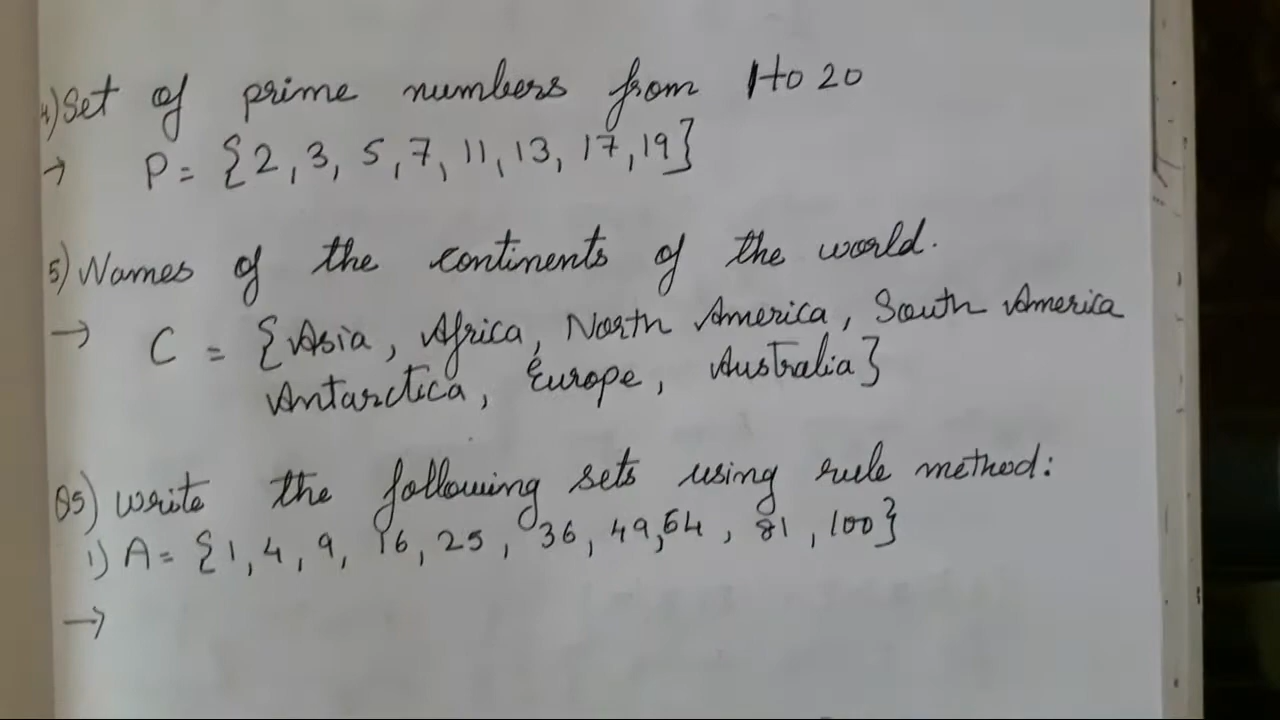 4) Set of prime numbers from 1 to 20
→ P = {2, 3, 5, 7, 11, 13, 17, 19}
5) Names of the continents of the world.
→ C = {Asia, Africa, North America, South America
Antarctica, Europe, Australia}
Q5) Write the following sets using rule method:
1) A = {1, 4, 9, 16, 25, 36, 49, 64, 81, 100}
→